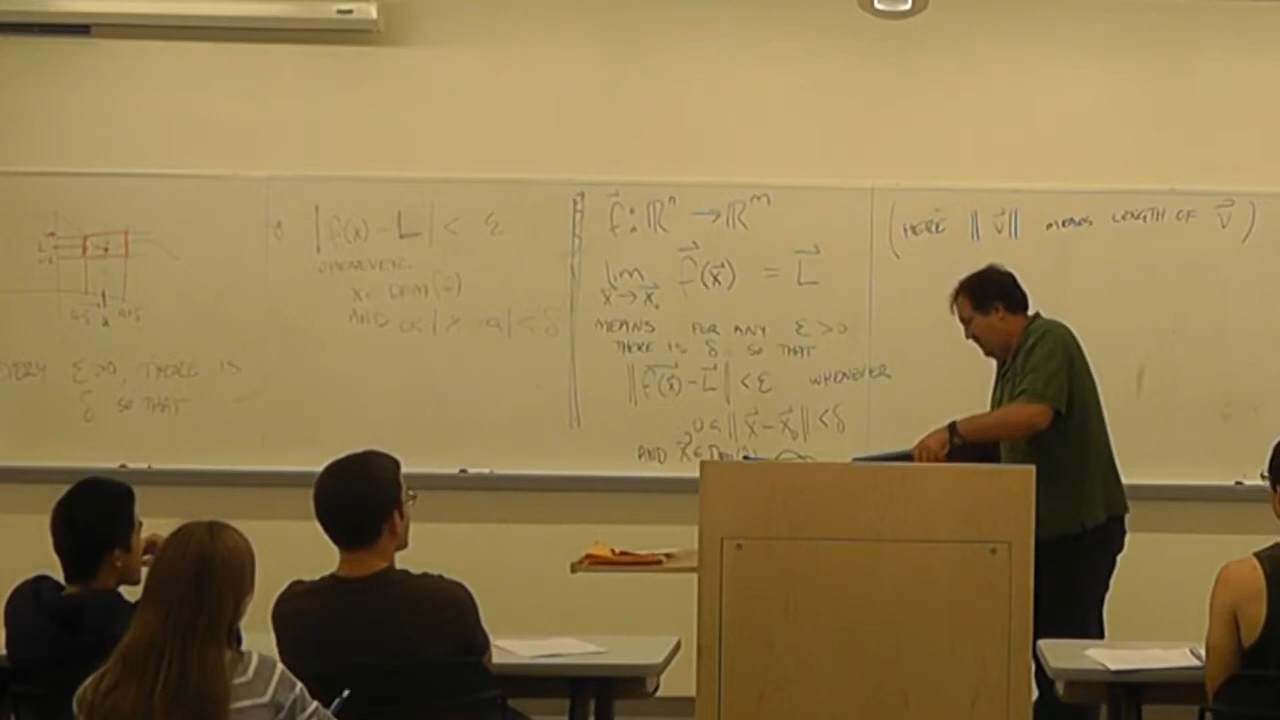 EVERY ε>0, THERE IS
δ SO THAT
|f(x) - L| < ε
WHENEVER
x ∈ Dom(f)
AND 0<|x-a|<δ
f⃗: ℝⁿ → ℝᵐ
lim f⃗(x⃗) = L⃗
x⃗→x⃗₀
MEANS FOR ANY ε>0
THERE IS δ SO THAT
||f⃗(x⃗)-L⃗|| < ε WHENEVER
0<||x⃗-x⃗₀||<δ
AND x⃗ ∈ Dom(f)
(HERE ||v⃗|| MEANS LENGTH OF v⃗)